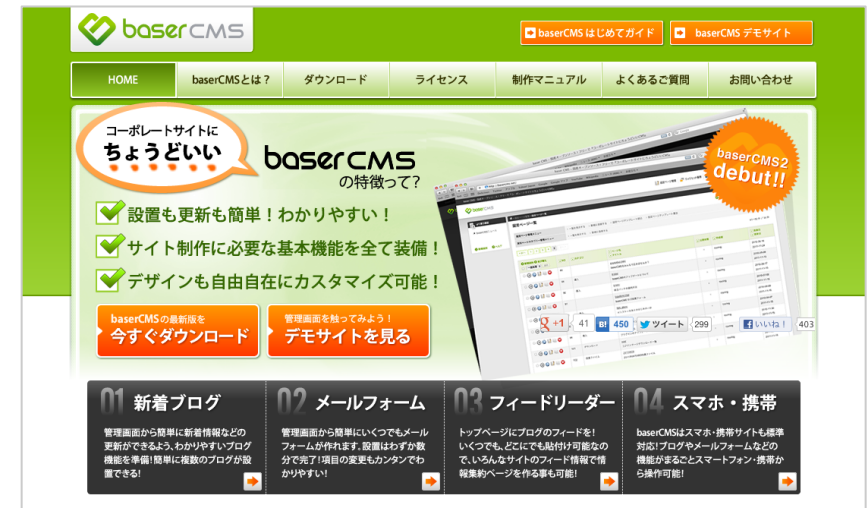 baserCMS
baserCMS はじめてガイド
baserCMS デモサイト
HOME
baserCMSとは？
ダウンロード
ライセンス
制作マニュアル
よくあるご質問
お問い合わせ
コーポレートサイトに
ちょうどいい
baserCMS
の特徴って?
baserCMS2
debut!!
設置も更新も簡単！わかりやすい！
サイト制作に必要な基本機能を全て装備！
デザインも自由自在にカスタマイズ可能！
baserCMSの最新版を
今すぐダウンロード
管理画面を触ってみよう！
デモサイトを見る
+1 41
B! 450
ツイート 299
いいね！ 403
01 新着ブログ
管理画面から簡単に新着情報などの
更新ができるよう、わかりやすいブログ
機能を準備!簡単に複数のブログが設
置できる!
02 メールフォーム
管理画面から簡単にいくつでもメール
フォームが作れます。設置はわずか数
分で完了!項目の変更もカンタンでわ
かりやすい!
03 フィードリーダー
トップページにブログのフィードを!
いくつでも、どこにでも貼付け可能なの
で、いろんなサイトのフィード情報で情
報集約ページを作る事も可能!
04 スマホ・携帯
baserCMSはスマホ・携帯サイトも標準
対応!ブログやメールフォームなどの
機能がまるごとスマートフォン・携帯か
ら操作可能!